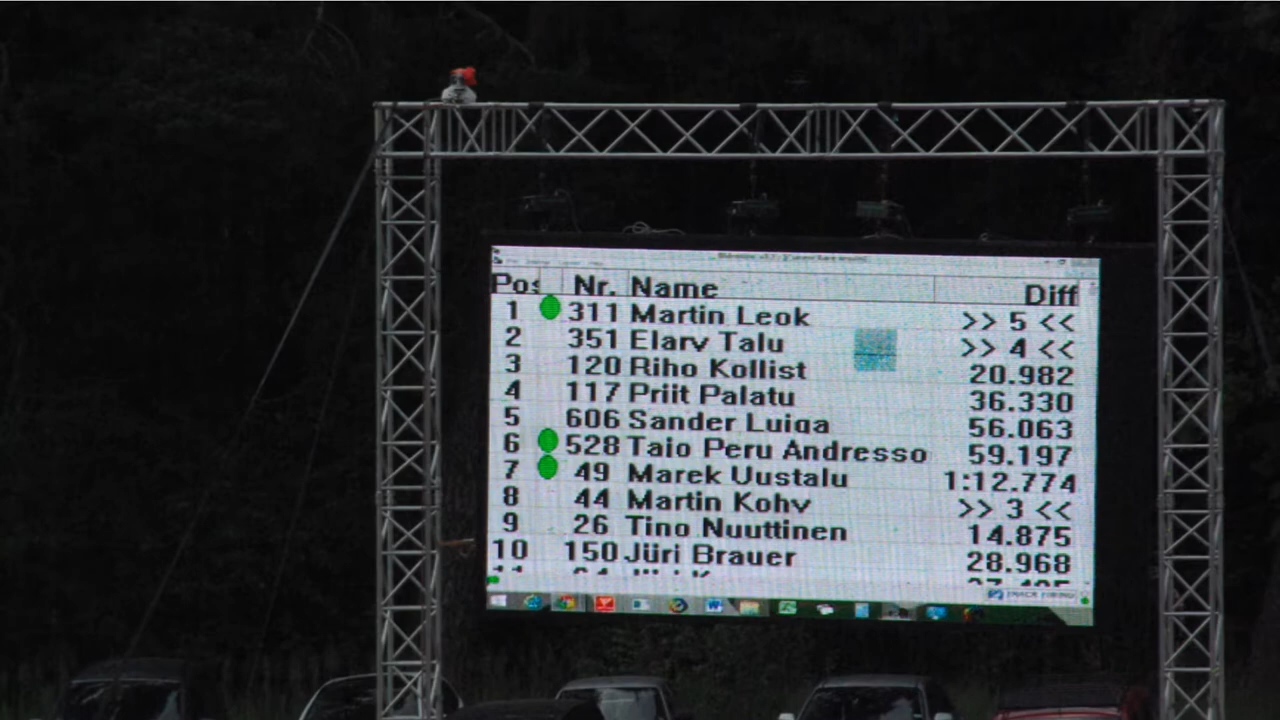 Pos Nr. Name Diff
1 311 Martin Leok >> 5 <<
2 351 Elary Talu >> 4 <<
3 120 Riho Kollist 20.982
4 117 Priit Palatu 36.330
5 606 Sander Luiga 56.063
6 528 Taio Peru Andresso 59.197
7 49 Marek Uustalu 1:12.774
8 44 Martin Kohv >> 3 <<
9 26 Tino Nuuttinen 14.875
10 150 Jüri Brauer 28.968